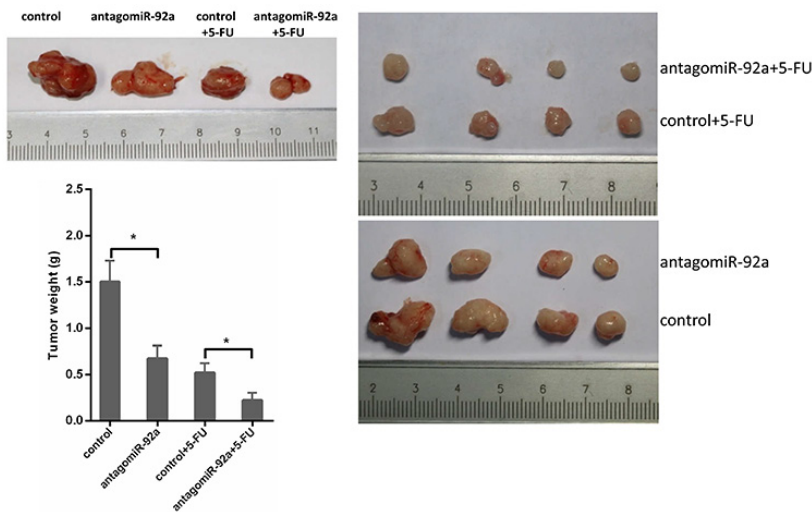 control
antagomiR-92a
control
+5-FU
antagomiR-92a
+5-FU
3 4 5 6 7 8 9 10 11
antagomiR-92a+5-FU
control+5-FU
3 4 5 6 7 8
antagomiR-92a
control
2 3 4 5 6 7 8
Tumor weight (g)
2.5
2.0
1.5
1.0
0.5
0.0
*
*
control
antagomiR-92a
control+5-FU
antagomiR-92a+5-FU